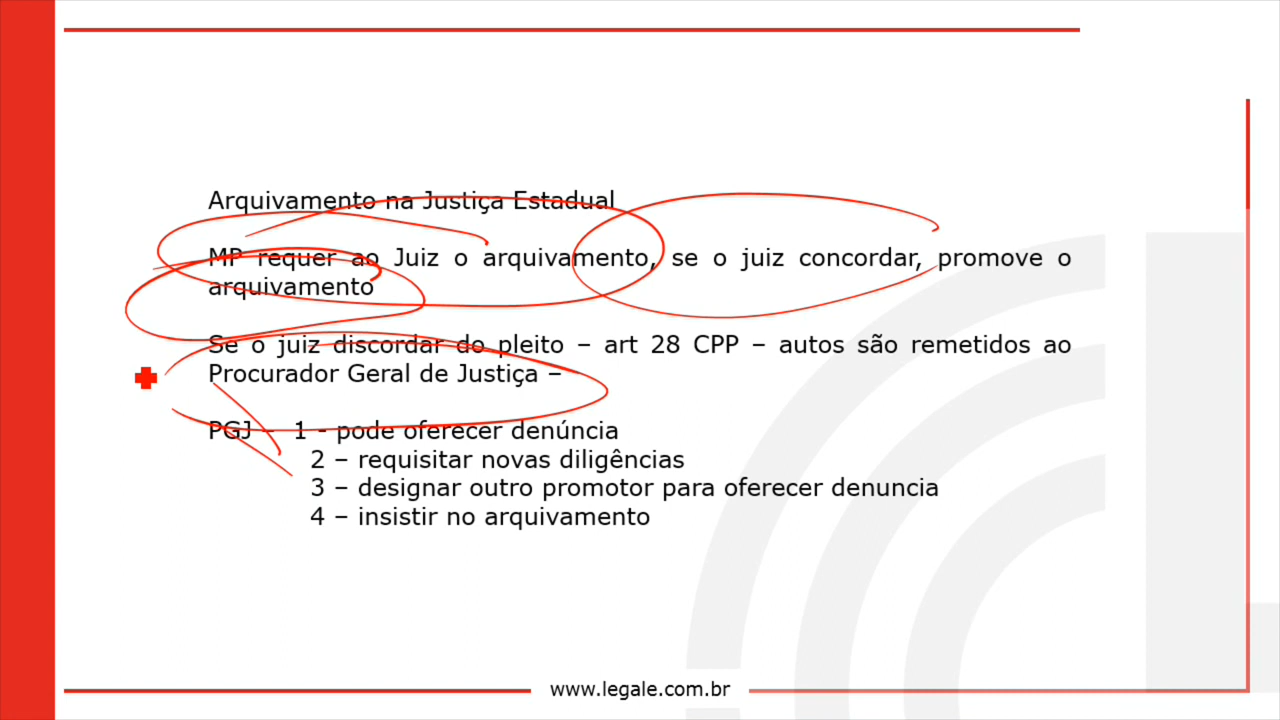 Arquivamento na Justiça Estadual
MP requer ao Juiz o arquivamento, se o juiz concordar, promove o
arquivamento
Se o juiz discordar do pleito – art 28 CPP – autos são remetidos ao
Procurador Geral de Justiça –
PGJ – 1 - pode oferecer denúncia
2 – requisitar novas diligências
3 – designar outro promotor para oferecer denuncia
4 – insistir no arquivamento
www.legale.com.br